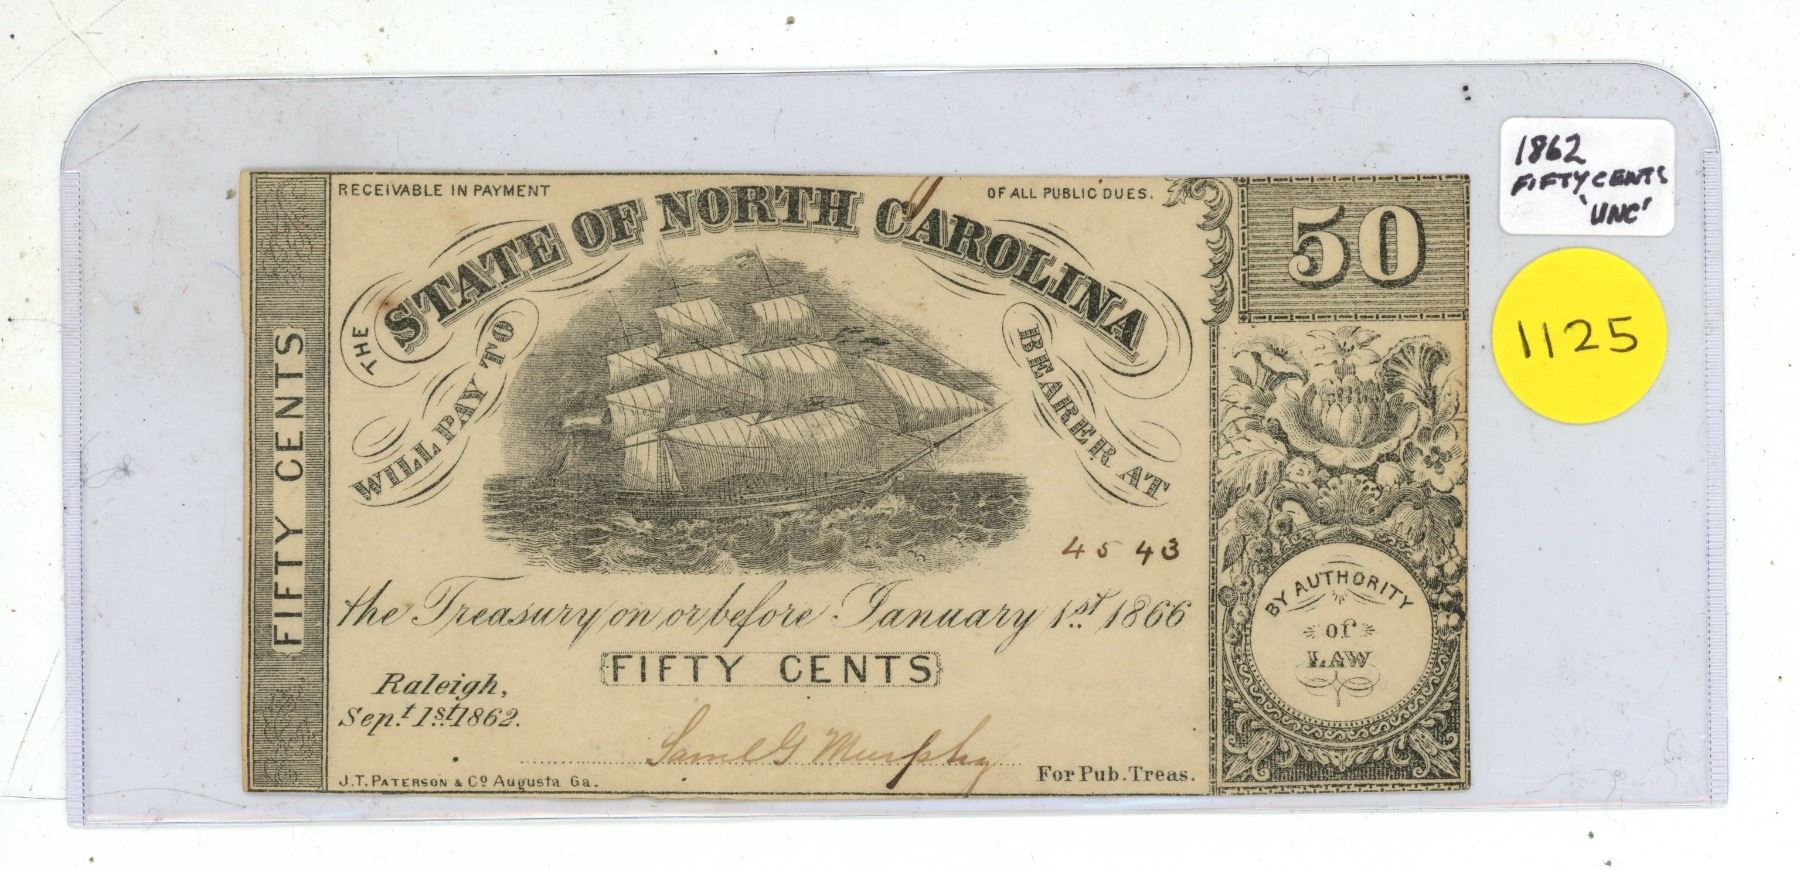 1862
FIFTY CENTS
'UNC'
1125
RECEIVABLE IN PAYMENT OF ALL PUBLIC DUES.
50
THE STATE OF NORTH CAROLINA
WILL PAY TO BEARER AT
FIFTY CENTS
4543
the Treasury on or before January 1st 1866
FIFTY CENTS
Raleigh,
Sept. 1st 1862.
Saml G Murphy
For Pub. Treas.
J.T. PATERSON & Co Augusta Ga.
BY AUTHORITY
of
LAW